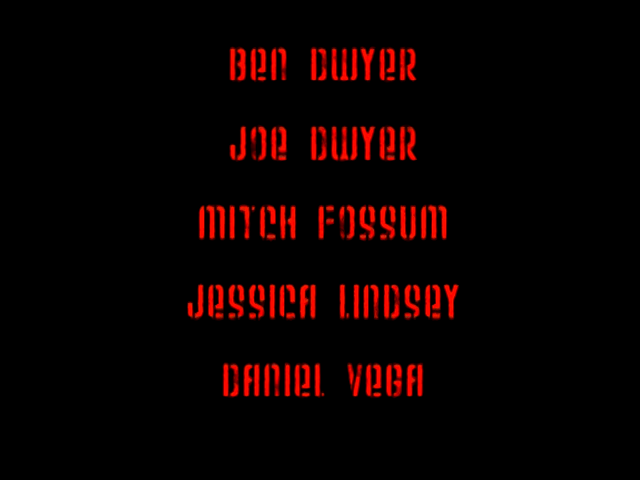 BEN DWYER
JOE DWYER
MITCH FOSSUM
JESSICA LINDSEY
DANIEL VEGA